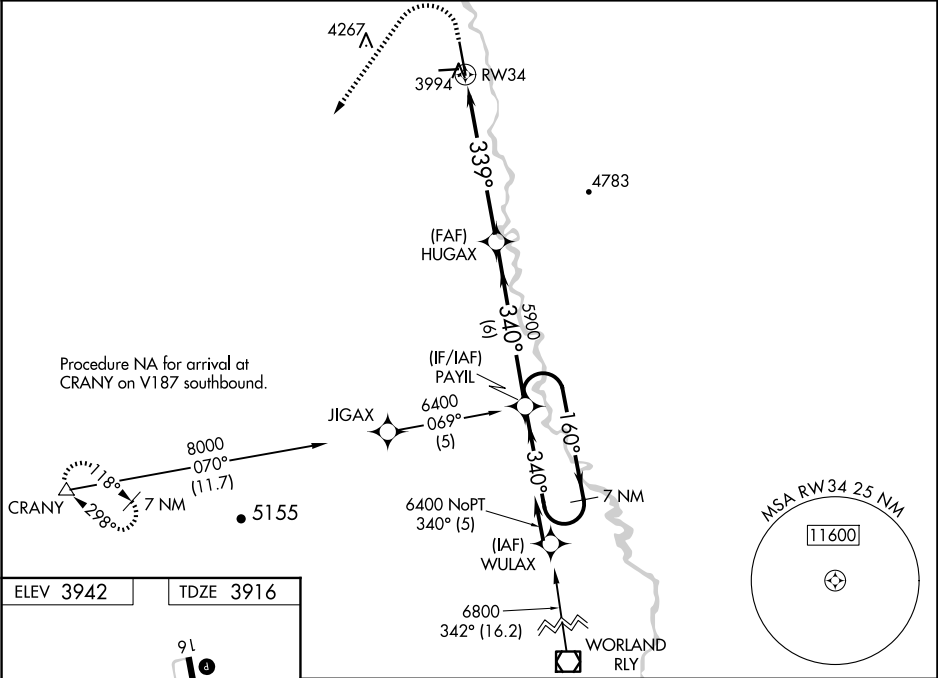 4267
3994
RW34
339°
4783
(FAF)
HUGAX
5900
340°
(6)
Procedure NA for arrival at
CRANY on V187 southbound.
(IF/IAF)
PAYIL
JIGAX
6400
069°
(5)
160°
8000
070°
(11.7)
340°
118°
7 NM
CRANY
298°
7 NM
5155
6400 NoPT
340° (5)
(IAF)
WULAX
MSA RW34 25 NM
11600
6800
342° (16.2)
WORLAND
RLY
ELEV 3942
TDZE 3916
16
P